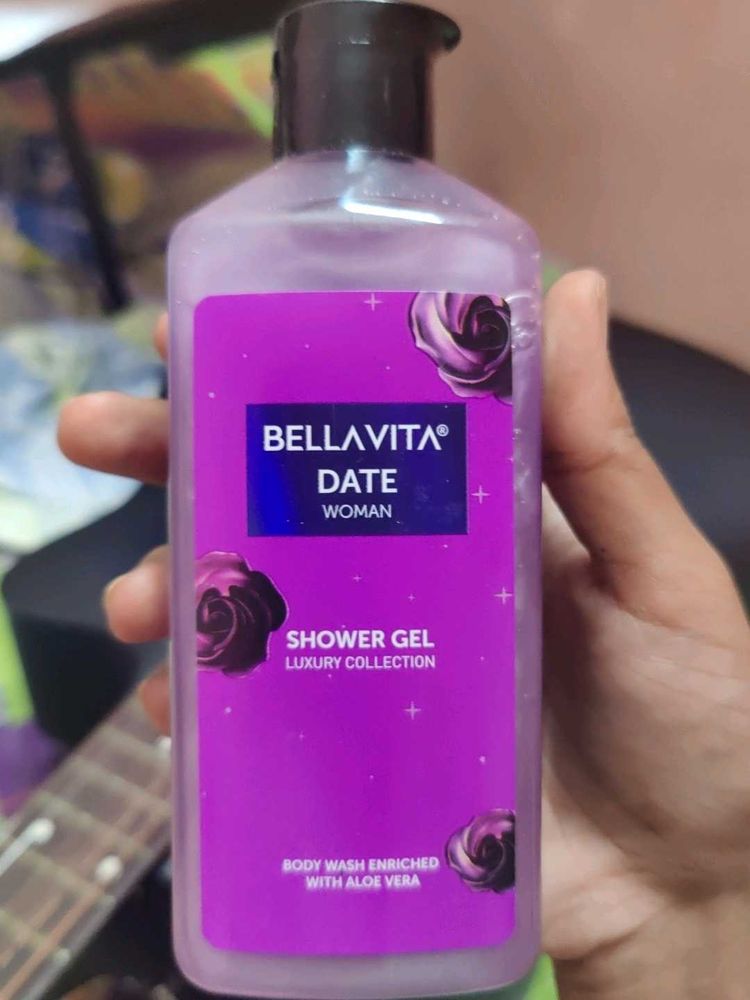 BELLAVITA®
DATE
WOMAN
SHOWER GEL
LUXURY COLLECTION
BODY WASH ENRICHED
WITH ALOE VERA